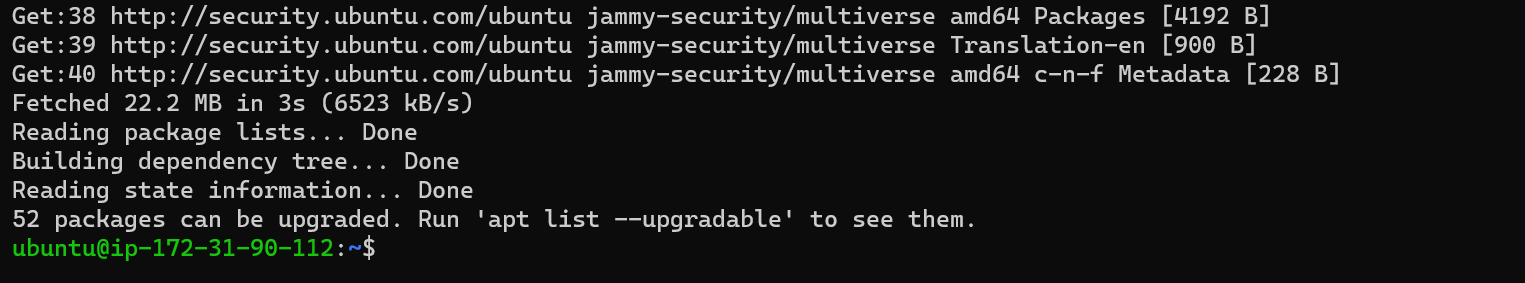 Get:38 http://security.ubuntu.com/ubuntu jammy-security/multiverse amd64 Packages [4192 B]
Get:39 http://security.ubuntu.com/ubuntu jammy-security/multiverse Translation-en [900 B]
Get:40 http://security.ubuntu.com/ubuntu jammy-security/multiverse amd64 c-n-f Metadata [228 B]
Fetched 22.2 MB in 3s (6523 kB/s)
Reading package lists... Done
Building dependency tree... Done
Reading state information... Done
52 packages can be upgraded. Run 'apt list --upgradable' to see them.
ubuntu@ip-172-31-90-112:~$